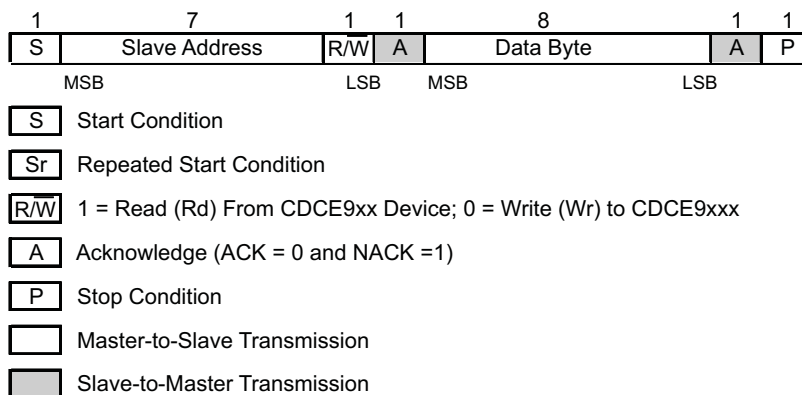 1 7 1 1 8 1 1
S Slave Address R/W̅ A Data Byte A P
MSB LSB MSB LSB
S Start Condition
Sr Repeated Start Condition
R/W̅ 1 = Read (Rd) From CDCE9xx Device; 0 = Write (Wr) to CDCE9xxx
A Acknowledge (ACK = 0 and NACK =1)
P Stop Condition
Master-to-Slave Transmission
Slave-to-Master Transmission